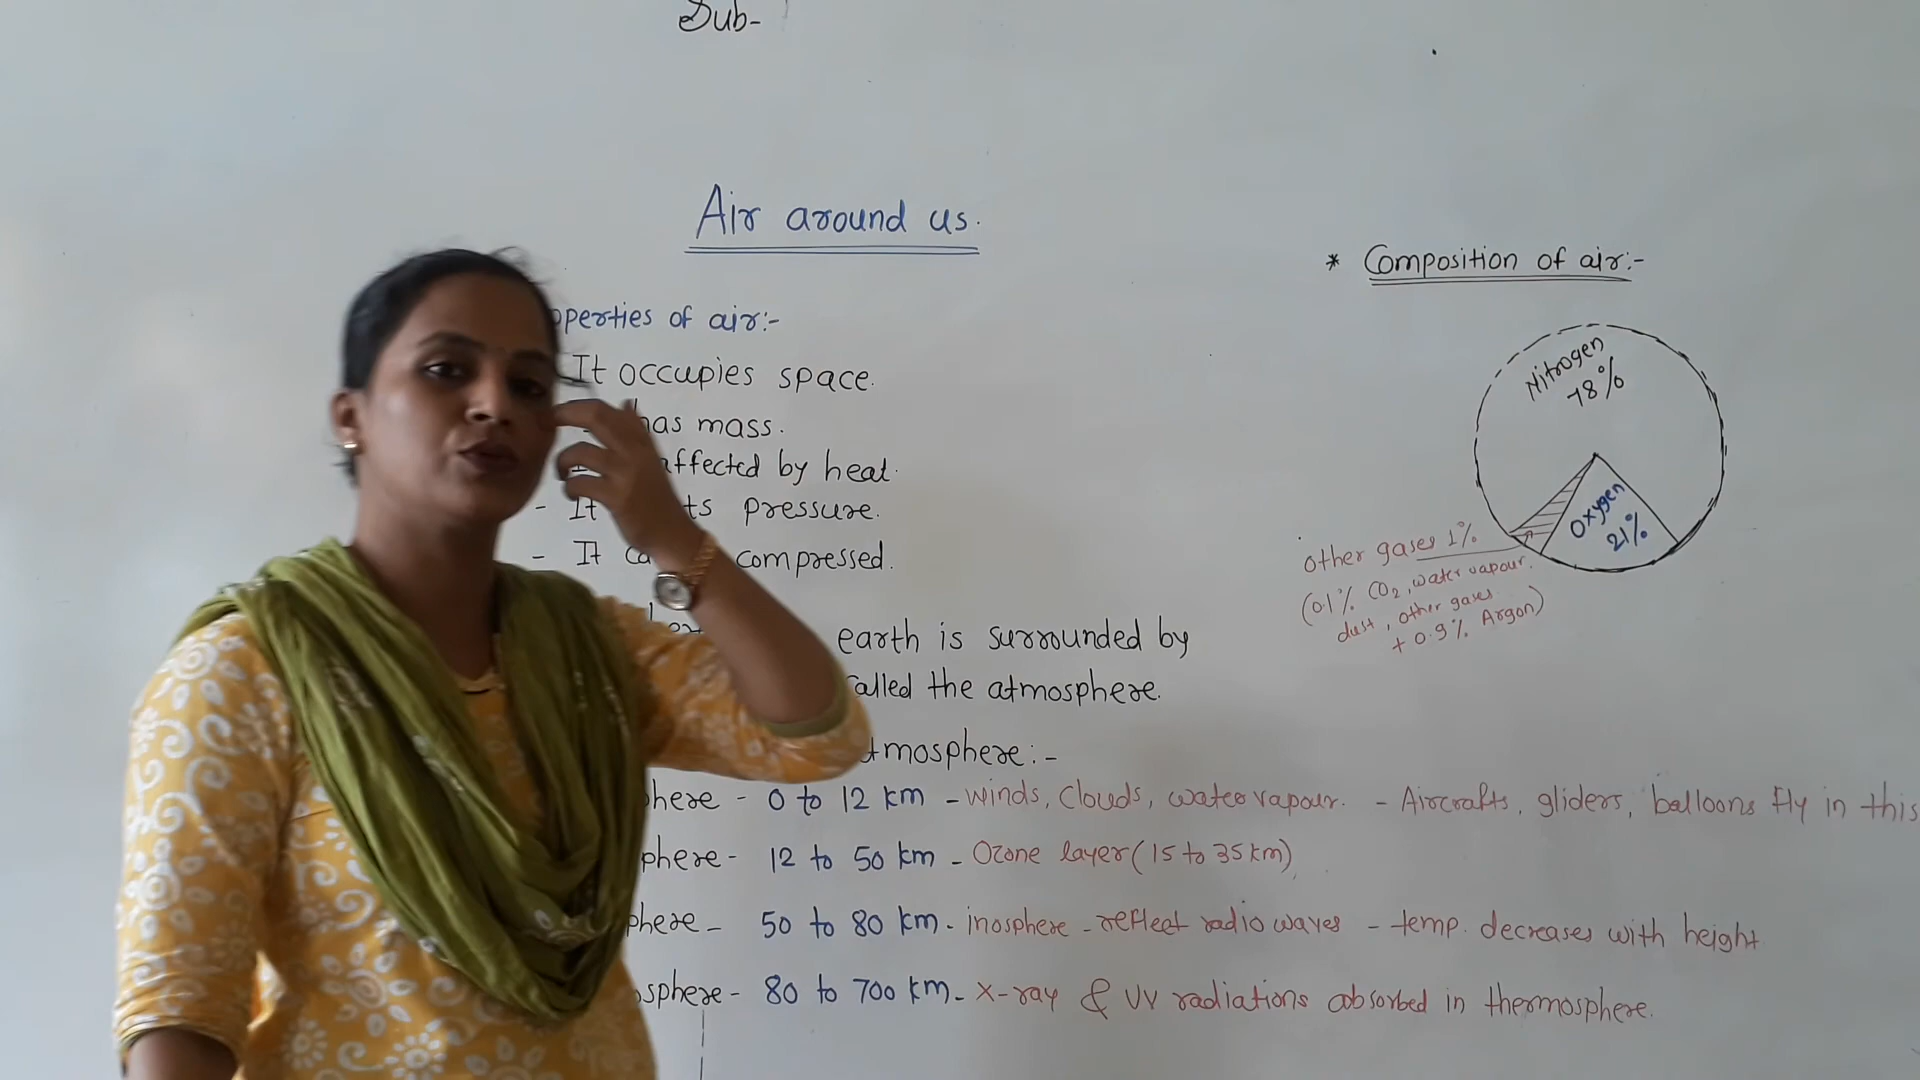 Sub-
Air around us.
operties of air:-
It occupies space.
has mass.
affected by heat.
- It ts pressure.
- It ca compressed.
earth is surrounded by
called the atmosphere.
tmosphere:-
phere - 0 to 12 km - winds, clouds, water vapour. - Aircrafts, gliders, balloons fly in this
phere - 12 to 50 km - Ozone layer (15 to 35 km)
phere - 50 to 80 km - inosphere - reflect radio waves - temp. decreases with height
osphere - 80 to 700 km - X-ray & UV radiations absorbed in thermosphere.
* Composition of air:-
Nitrogen
78%
Oxygen
21%
other gases 1%
(0.1% CO2, water vapour.
dust, other gases
+ 0.9% Argon)